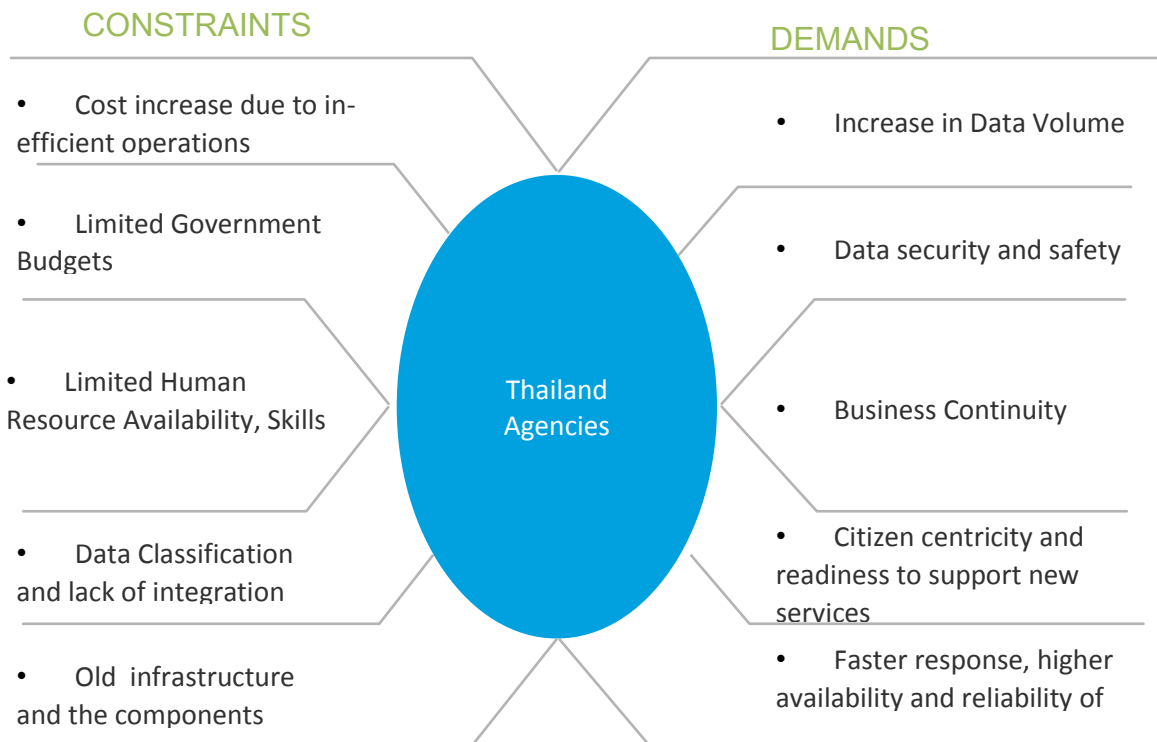 CONSTRAINTS
• Cost increase due to in-
efficient operations
• Limited Government
Budgets
• Limited Human
Resource Availability, Skills
• Data Classification
and lack of integration
• Old infrastructure
and the components
Thailand
Agencies
DEMANDS
• Increase in Data Volume
• Data security and safety
• Business Continuity
• Citizen centricity and
readiness to support new
services
• Faster response, higher
availability and reliability of